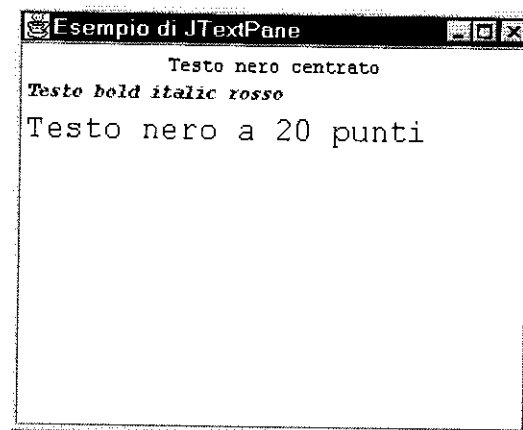 Esempio di JTextPane
Testo nero centrato
Testo bold italic rosso
Testo nero a 20 punti